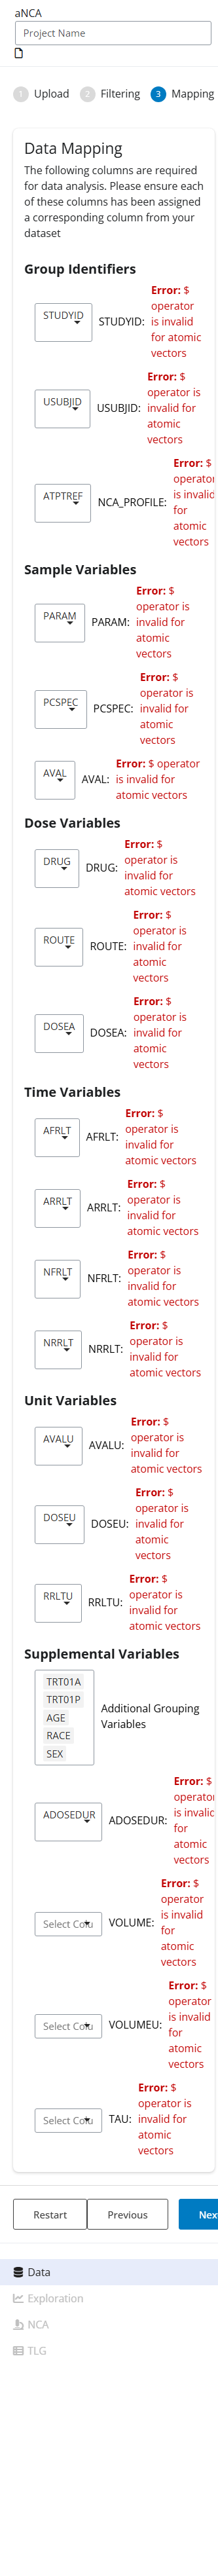 aNCA
Project Name
1 Upload 2 Filtering 3 Mapping
Data Mapping
The following columns are required
for data analysis. Please ensure each
of these columns has been assigned
a corresponding column from your
dataset
Group Identifiers
STUDYID
STUDYID:
Error: $
operator
is invalid
for atomic
vectors
USUBJID
USUBJID:
Error: $
operator is
invalid for
atomic
vectors
ATPTREF
NCA_PROFILE:
Error: $
operator
is invalid
for
atomic
vectors
Sample Variables
PARAM
PARAM:
Error: $
operator is
invalid for
atomic
vectors
PCSPEC
PCSPEC:
Error: $
operator is
invalid for
atomic
vectors
AVAL
AVAL:
Error: $ operator
is invalid for
atomic vectors
Dose Variables
DRUG
DRUG:
Error: $
operator is
invalid for
atomic vectors
ROUTE
ROUTE:
Error: $
operator is
invalid for
atomic
vectors
DOSEA
DOSEA:
Error: $
operator is
invalid for
atomic
vectors
Time Variables
AFRLT
AFRLT:
Error: $
operator is
invalid for
atomic vectors
ARRLT
ARRLT:
Error: $
operator is
invalid for
atomic vectors
NFRLT
NFRLT:
Error: $
operator is
invalid for
atomic vectors
NRRLT
NRRLT:
Error: $
operator is
invalid for
atomic vectors
Unit Variables
AVALU
AVALU:
Error: $
operator is
invalid for
atomic vectors
DOSEU
DOSEU:
Error: $
operator is
invalid for
atomic
vectors
RRLTU
RRLTU:
Error: $
operator is
invalid for
atomic vectors
Supplemental Variables
TRT01A
TRT01P
AGE
RACE
SEX
Additional Grouping
Variables
ADOSEDUR
ADOSEDUR:
Error: $
operator
is invalid
for
atomic
vectors
Select Colu
VOLUME:
Error: $
operator
is invalid
for
atomic
vectors
Select Colu
VOLUMEU:
Error: $
operator
is invalid
for
atomic
vectors
Select Colu
TAU:
Error: $
operator is
invalid for
atomic
vectors
Restart Previous Nex
Data
Exploration
NCA
TLG